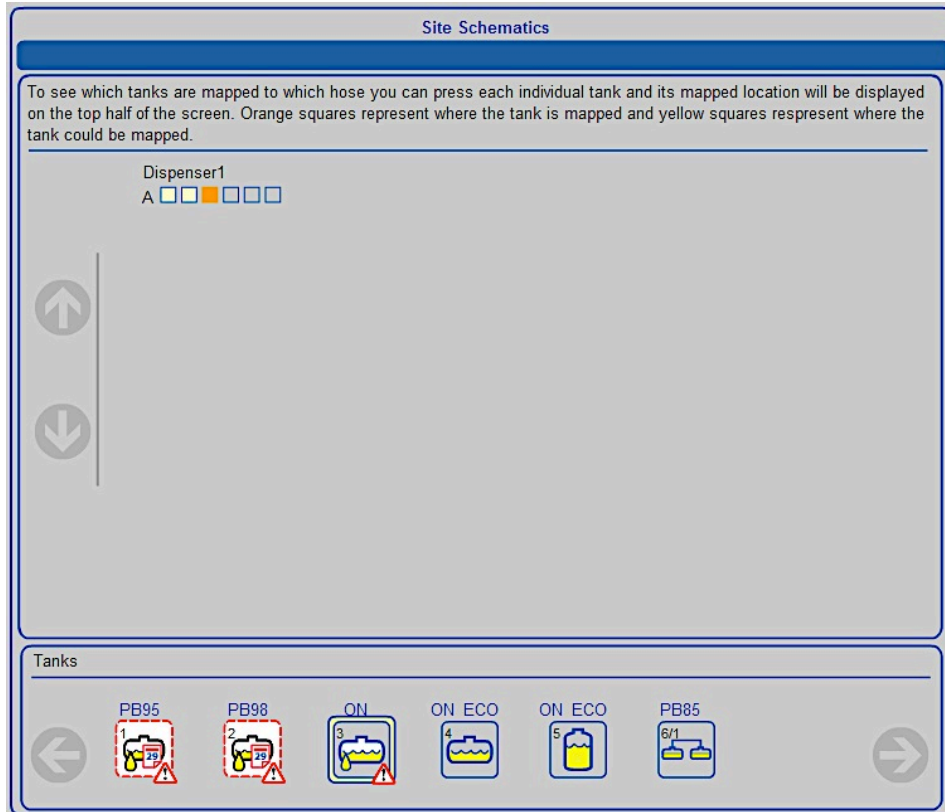 Site Schematics
To see which tanks are mapped to which hose you can press each individual tank and its mapped location will be displayed
on the top half of the screen. Orange squares represent where the tank is mapped and yellow squares respresent where the
tank could be mapped.
Dispenser1
A
Tanks
PB95 PB98 ON ON ECO ON ECO PB85
1 2 3 4 5 6/1
29 29